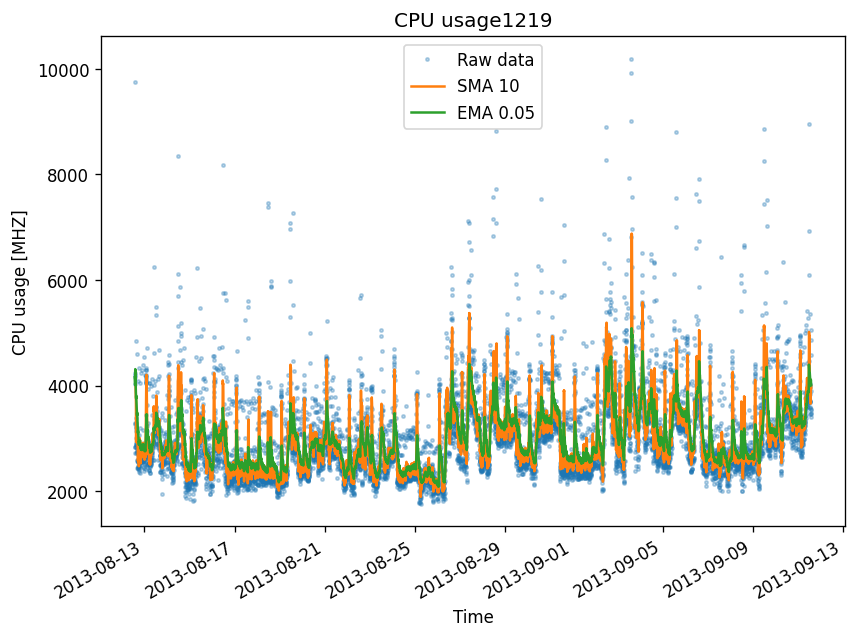 CPU usage1219
Raw data
SMA 10
EMA 0.05
CPU usage [MHZ]
10000
8000
6000
4000
2000
2013-08-13
2013-08-17
2013-08-21
2013-08-25
2013-08-29
2013-09-01
2013-09-05
2013-09-09
2013-09-13
Time